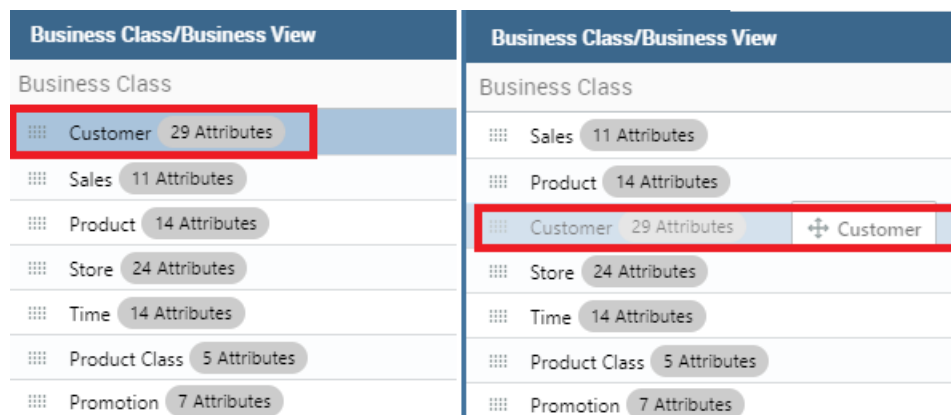 Business Class/Business View
Business Class
Customer 29 Attributes
Sales 11 Attributes
Product 14 Attributes
Store 24 Attributes
Time 14 Attributes
Product Class 5 Attributes
Promotion 7 Attributes
Business Class/Business View
Business Class
Sales 11 Attributes
Product 14 Attributes
Customer 29 Attributes Customer
Store 24 Attributes
Time 14 Attributes
Product Class 5 Attributes
Promotion 7 Attributes